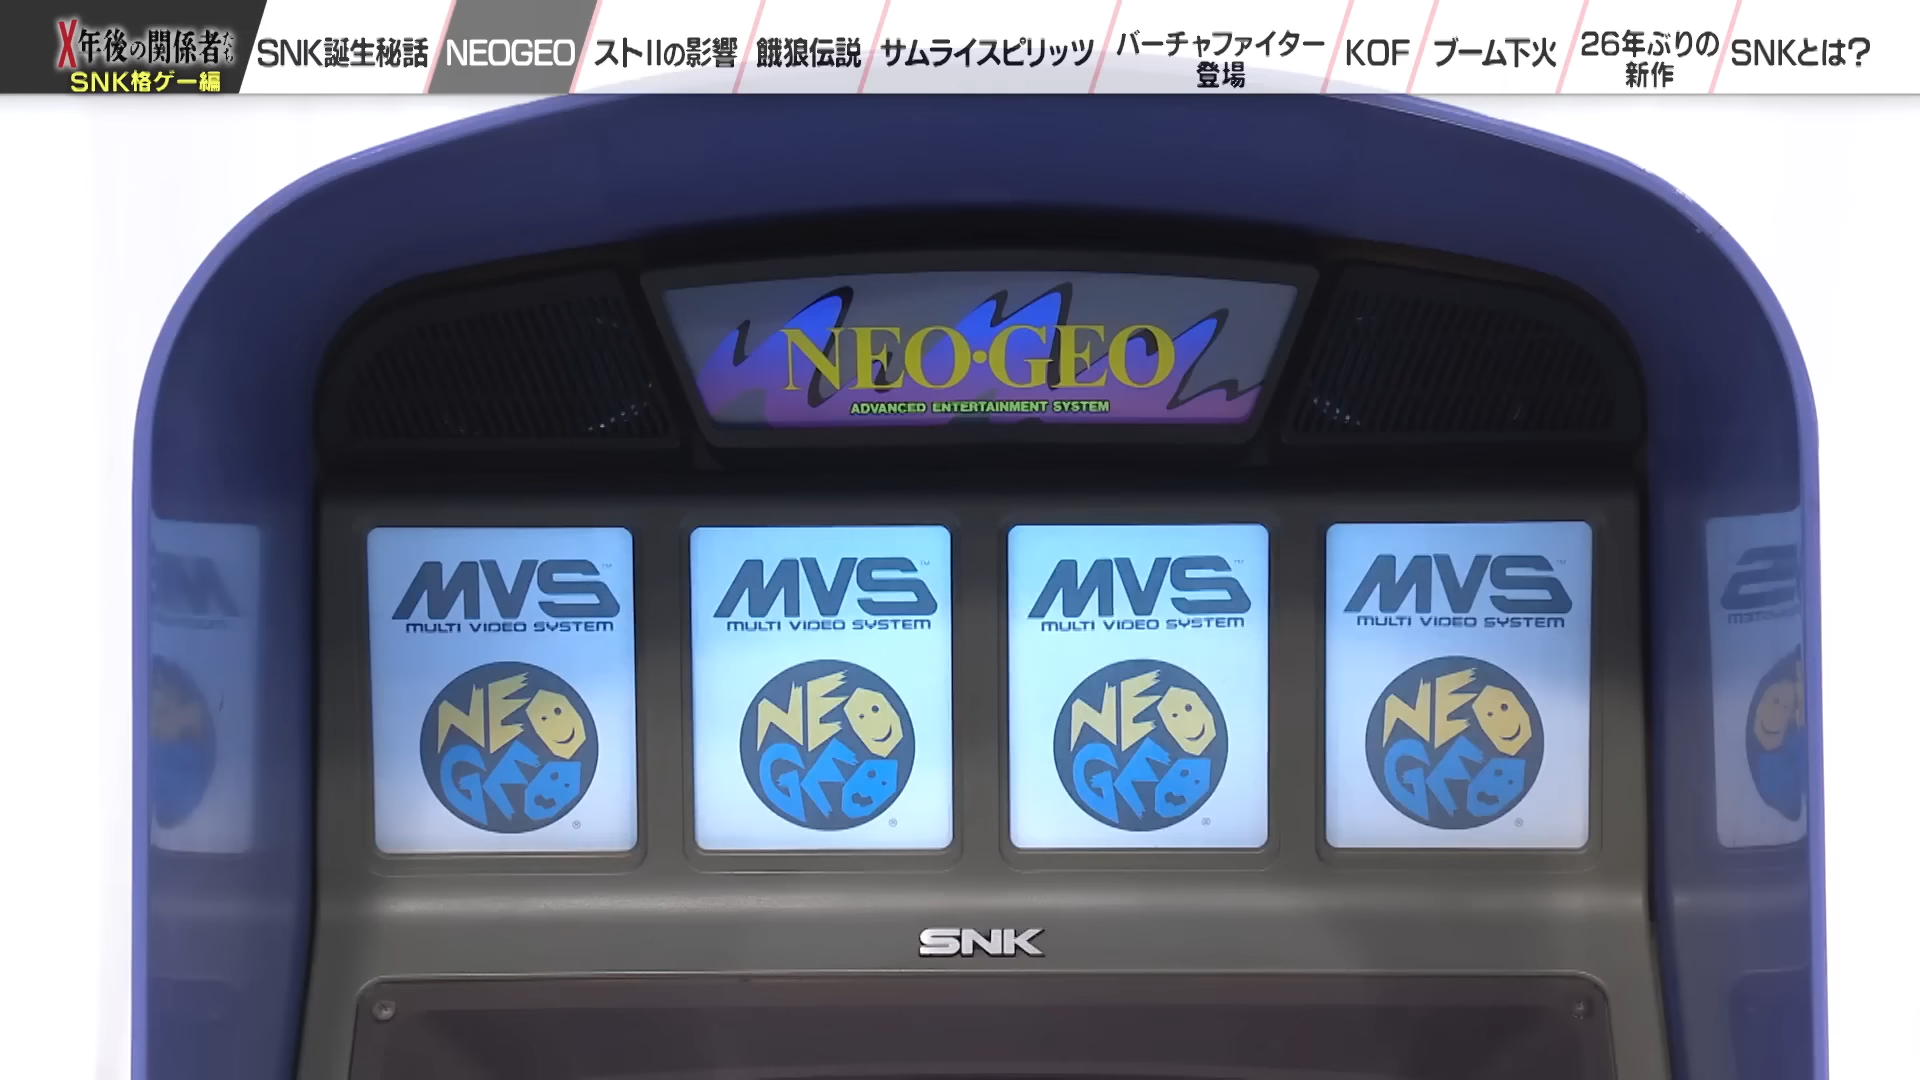 X年後の関係者たち
SNK格ゲー編
SNK誕生秘話
NEOGEO
ストIIの影響
餓狼伝説
サムライスピリッツ
バーチャファイター
登場
KOF
ブーム下火
26年ぶりの
新作
SNKとは?
NEO·GEO
ADVANCED ENTERTAINMENT SYSTEM
MVS™
MULTI VIDEO SYSTEM
NEO
GEO
®
MVS™
MULTI VIDEO SYSTEM
NEO
GEO
®
MVS™
MULTI VIDEO SYSTEM
NEO
GEO
®
MVS™
MULTI VIDEO SYSTEM
NEO
GEO
®
SNK